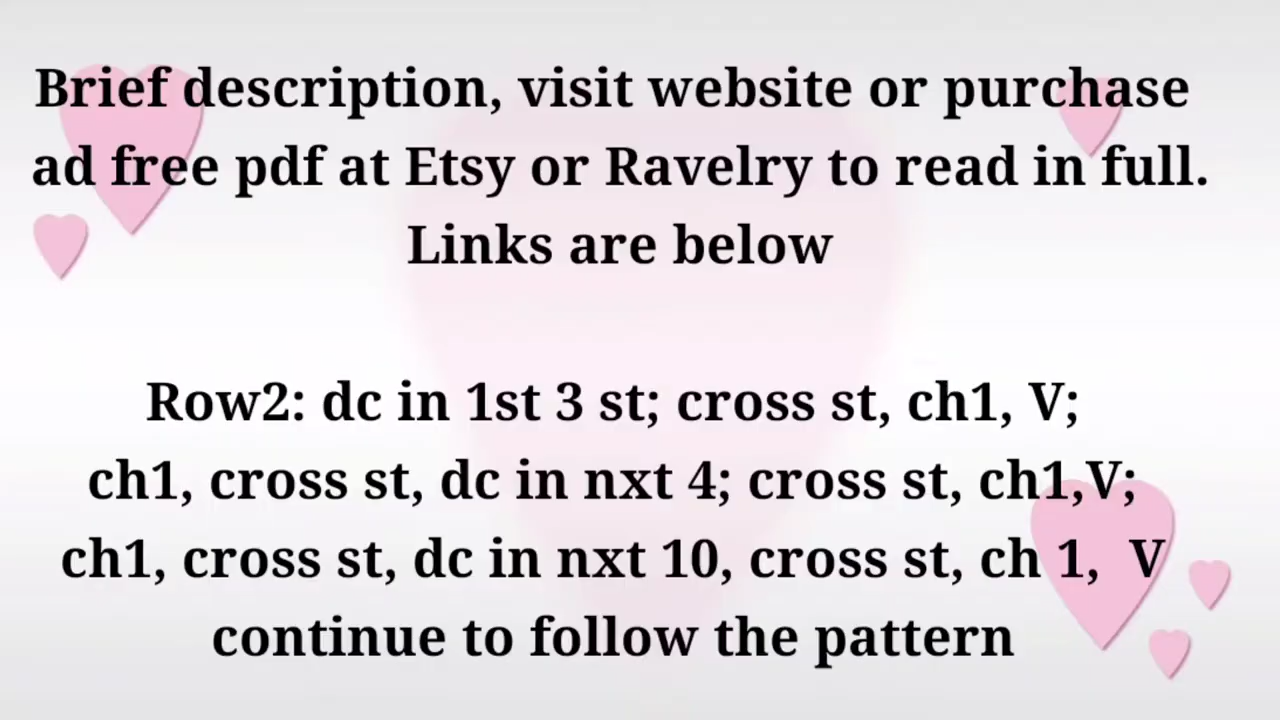 Brief description, visit website or purchase
ad free pdf at Etsy or Ravelry to read in full.
Links are below
Row2: dc in 1st 3 st; cross st, ch1, V;
ch1, cross st, dc in nxt 4; cross st, ch1,V;
ch1, cross st, dc in nxt 10, cross st, ch 1,  V
continue to follow the pattern